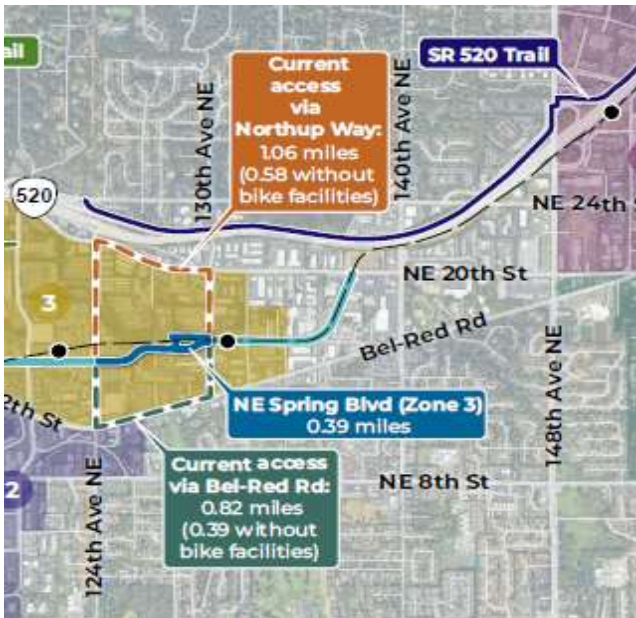 ail
SR 520 Trail
Current
access
via
Northup Way:
1.06 miles
(0.58 without
bike facilities)
130th Ave NE
140th Ave NE
520
NE 24th S
NE 20th St
3
Bel-Red Rd
148th Ave NE
2th St
NE Spring Blvd (Zone 3)
0.39 miles
Current access
via Bel-Red Rd:
0.82 miles
(0.39 without
bike facilities)
NE 8th St
2
124th Ave NE